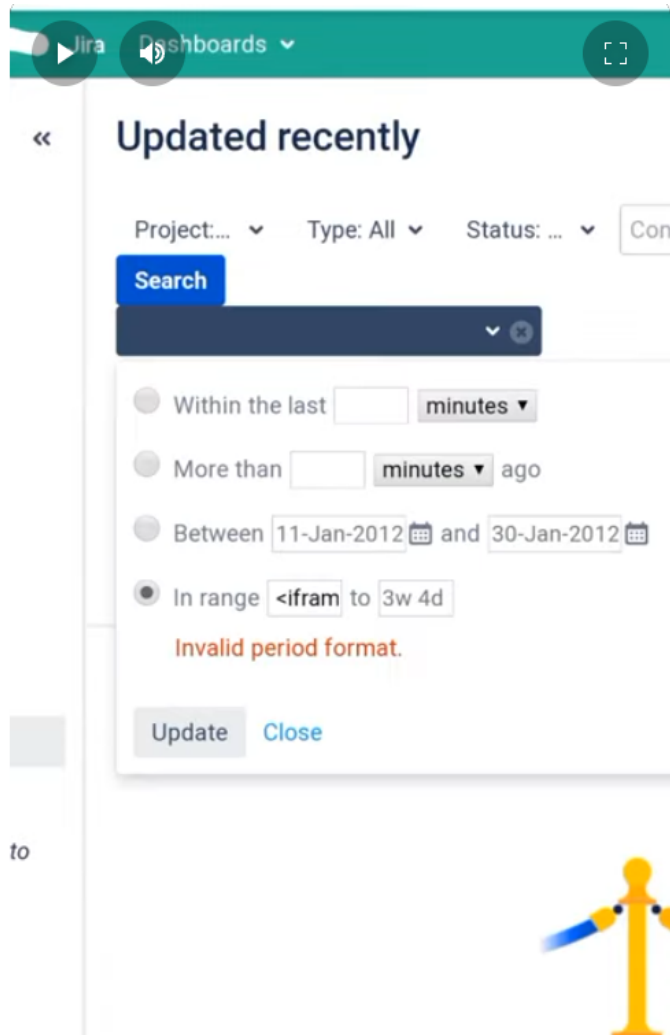 Jira Dashboards
«
Updated recently
Project:... Type: All Status: ... Con
Search
Within the last minutes
More than minutes ago
Between 11-Jan-2012 and 30-Jan-2012
In range <ifram to 3w 4d
Invalid period format.
Update Close
to